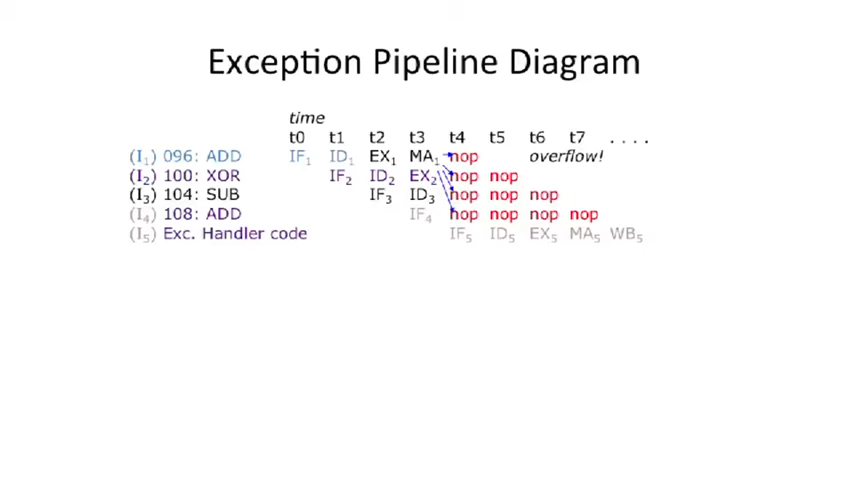 Exception Pipeline Diagram
time
t0 t1 t2 t3 t4 t5 t6 t7 . . . .
(I₁) 096: ADD IF₁ ID₁ EX₁ MA₁ nop overflow!
(I₂) 100: XOR IF₂ ID₂ EX₂ nop nop
(I₃) 104: SUB IF₃ ID₃ nop nop nop
(I₄) 108: ADD IF₄ nop nop nop nop
(I₅) Exc. Handler code IF₅ ID₅ EX₅ MA₅ WB₅